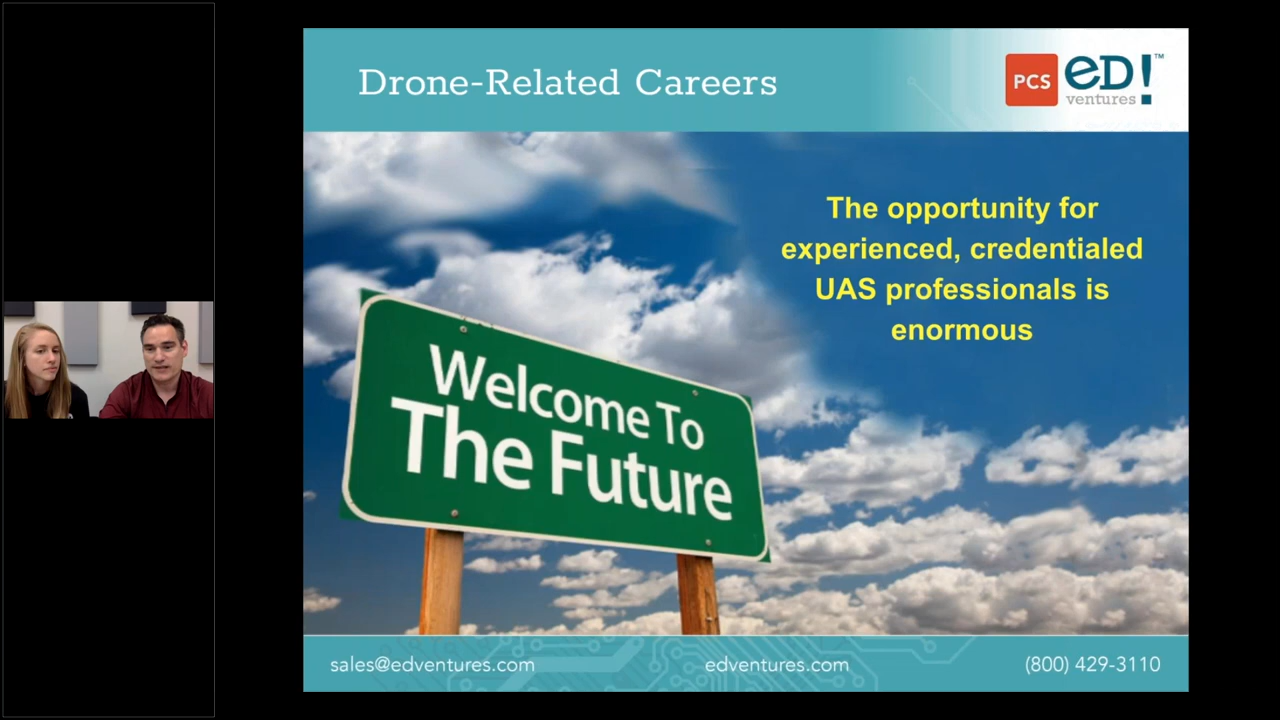 Drone-Related Careers
PCS
eD!™
ventures
The opportunity for
experienced, credentialed
UAS professionals is
enormous
Welcome To
The Future
sales@edventures.com
edventures.com
(800) 429-3110